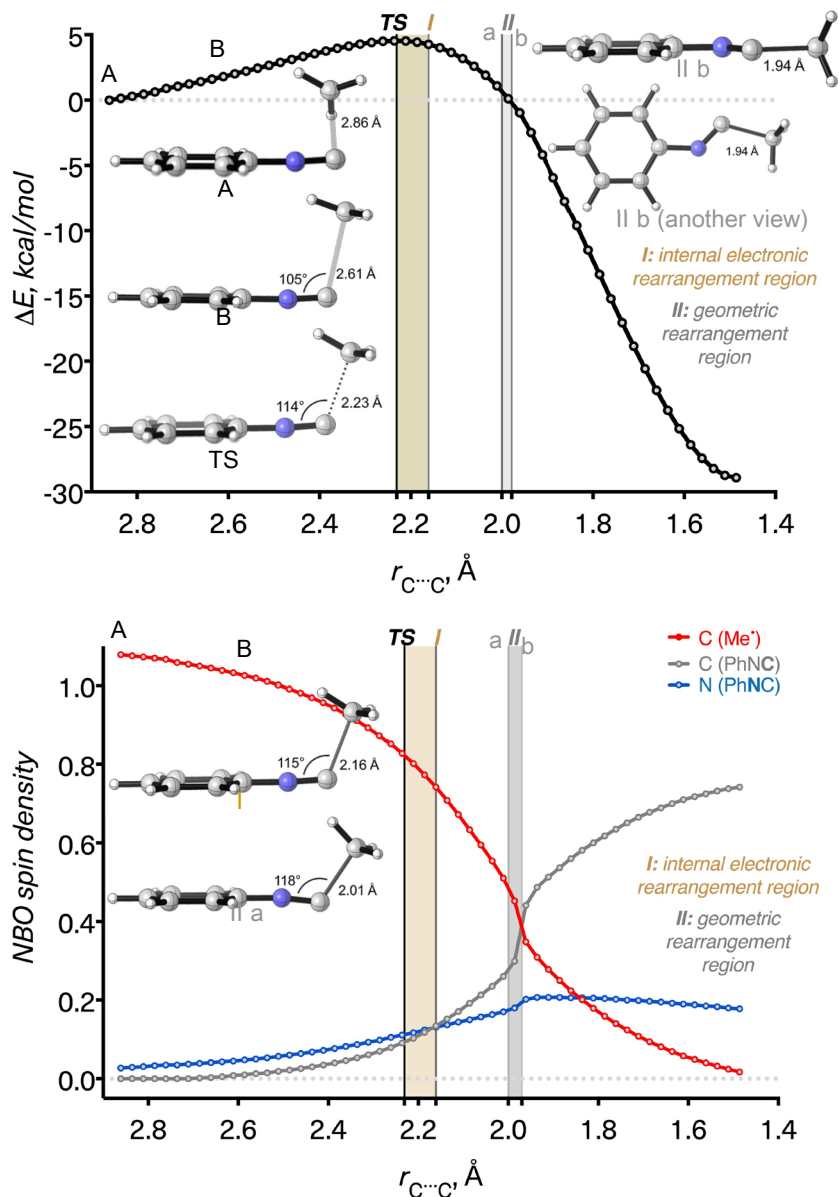 TS I II
a b
A
B
5
0
-5
-10
-15
-20
-25
-30
ΔE, kcal/mol
2.86 Å
A
105°
2.61 Å
B
114°
2.23 Å
TS
II b
1.94 Å
1.94 Å
II b (another view)
I: internal electronic
rearrangement region
II: geometric
rearrangement
region
2.8 2.6 2.4 2.2 2.0 1.8 1.6 1.4
r C···C, Å
A
B
TS I a II b
C (Me•)
C (PhNC)
N (PhNC)
1.0
0.8
0.6
0.4
0.2
0.0
NBO spin density
115°
2.16 Å
I
118°
2.01 Å
II a
I: internal electronic
rearrangement region
II: geometric
rearrangement
region
2.8 2.6 2.4 2.2 2.0 1.8 1.6 1.4
r C···C, Å